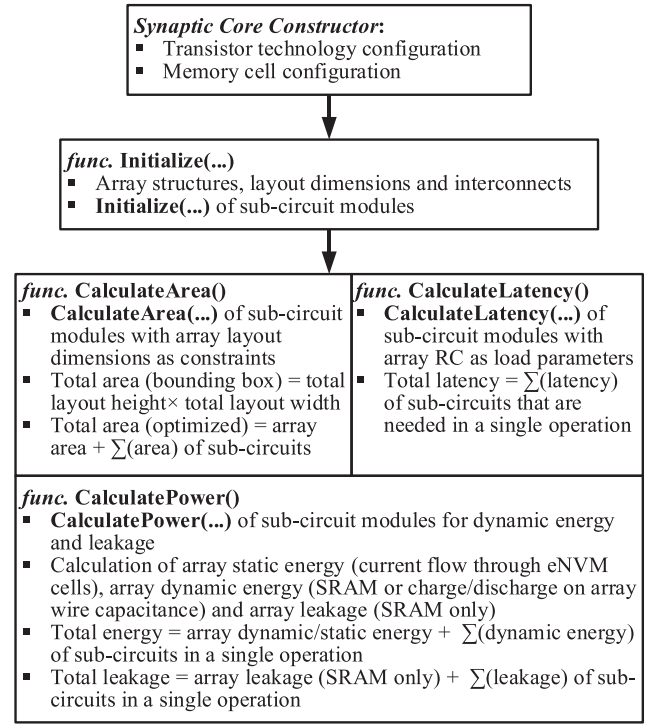 Synaptic Core Constructor:
▪ Transistor technology configuration
▪ Memory cell configuration
func. Initialize(...)
▪ Array structures, layout dimensions and interconnects
▪ Initialize(...) of sub-circuit modules
func. CalculateArea()
▪ CalculateArea(...) of sub-circuit
modules with array layout
dimensions as constraints
▪ Total area (bounding box) = total
layout height× total layout width
▪ Total area (optimized) = array
area + ∑(area) of sub-circuits
func. CalculateLatency()
▪ CalculateLatency(...) of
sub-circuit modules with
array RC as load parameters
▪ Total latency = ∑(latency)
of sub-circuits that are
needed in a single operation
func. CalculatePower()
▪ CalculatePower(...) of sub-circuit modules for dynamic energy
and leakage
▪ Calculation of array static energy (current flow through eNVM
cells), array dynamic energy (SRAM or charge/discharge on array
wire capacitance) and array leakage (SRAM only)
▪ Total energy = array dynamic/static energy + ∑(dynamic energy)
of sub-circuits in a single operation
▪ Total leakage = array leakage (SRAM only) + ∑(leakage) of sub-
circuits in a single operation